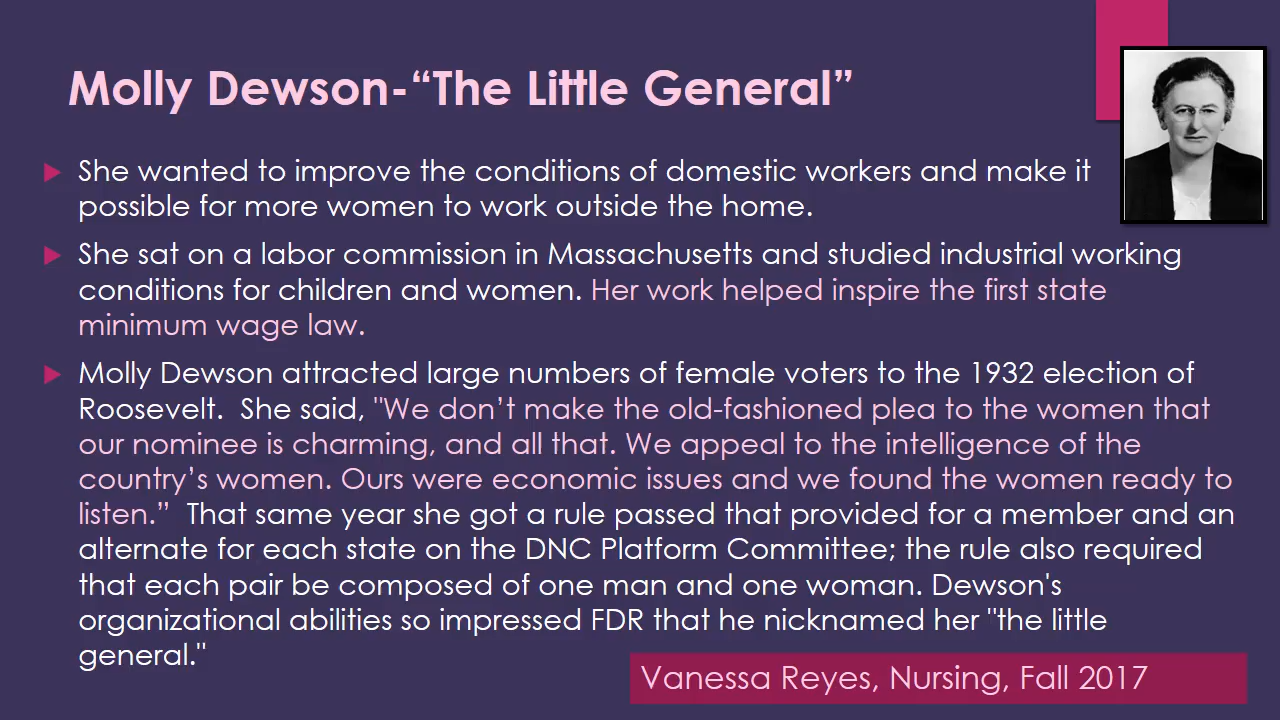 Molly Dewson-“The Little General”
She wanted to improve the conditions of domestic workers and make it
possible for more women to work outside the home.
She sat on a labor commission in Massachusetts and studied industrial working
conditions for children and women. Her work helped inspire the first state
minimum wage law.
Molly Dewson attracted large numbers of female voters to the 1932 election of
Roosevelt.  She said, "We don’t make the old-fashioned plea to the women that
our nominee is charming, and all that. We appeal to the intelligence of the
country’s women. Ours were economic issues and we found the women ready to
listen.”  That same year she got a rule passed that provided for a member and an
alternate for each state on the DNC Platform Committee; the rule also required
that each pair be composed of one man and one woman. Dewson's
organizational abilities so impressed FDR that he nicknamed her "the little
general."
Vanessa Reyes, Nursing, Fall 2017